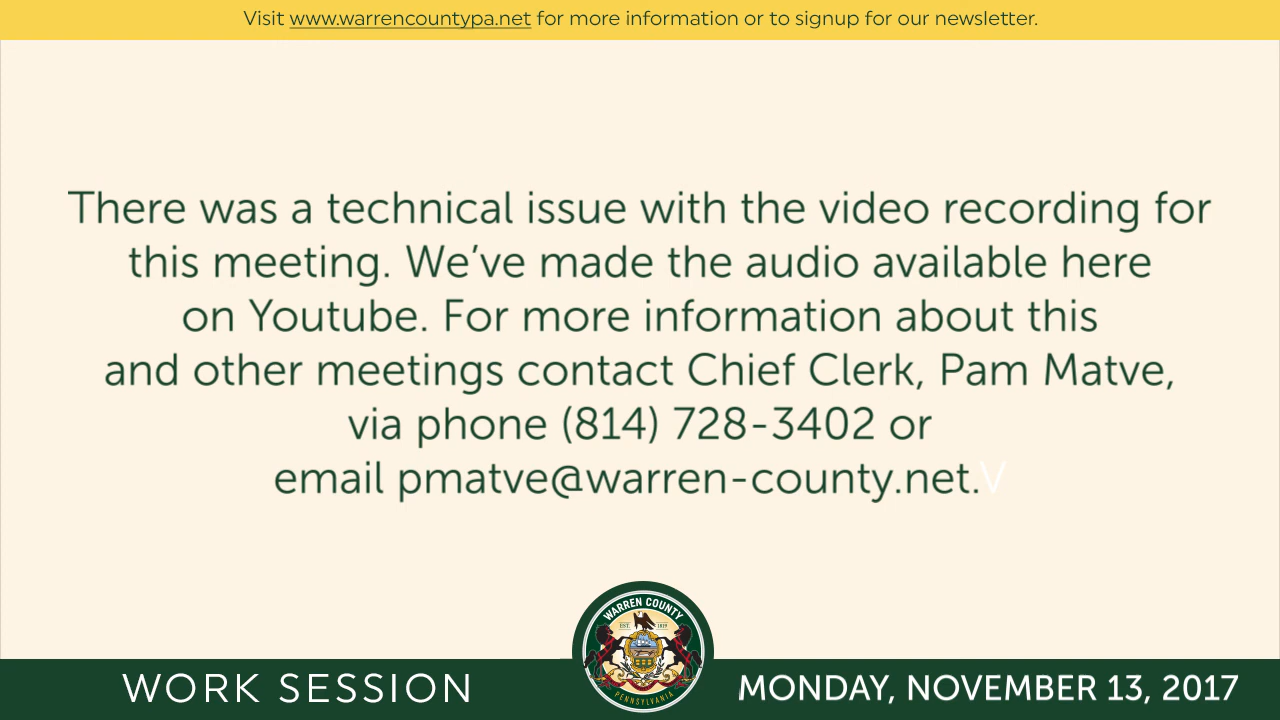 Visit www.warrencountypa.net for more information or to signup for our newsletter.
There was a technical issue with the video recording for
this meeting. We've made the audio available here
on Youtube. For more information about this
and other meetings contact Chief Clerk, Pam Matve,
via phone (814) 728-3402 or
email pmatve@warren-county.net.V
WARREN COUNTY
EST. 1819
PENNSYLVANIA
WORK SESSION
MONDAY, NOVEMBER 13, 2017